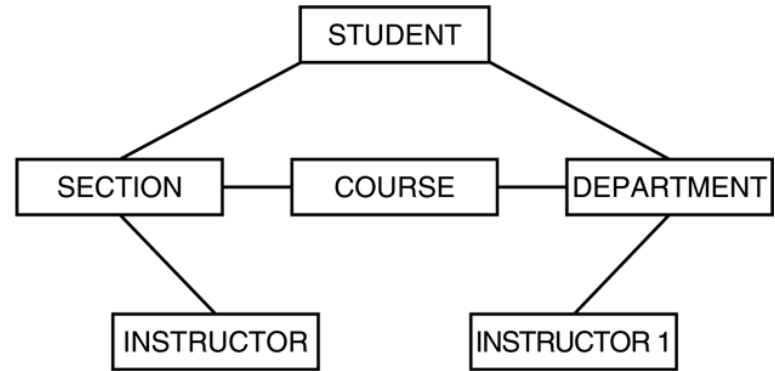 STUDENT
SECTION
COURSE
DEPARTMENT
INSTRUCTOR
INSTRUCTOR 1